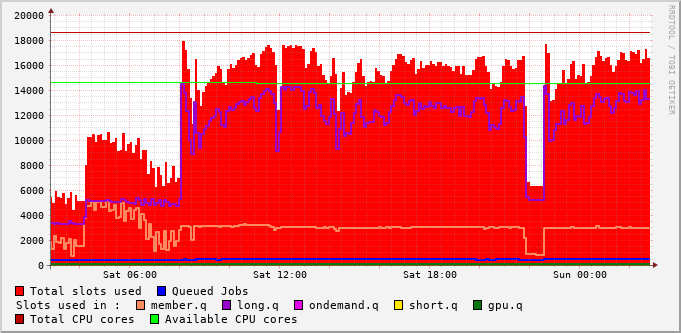 20000
18000
16000
14000
12000
10000
8000
6000
4000
2000
0
Sat 06:00 Sat 12:00 Sat 18:00 Sun 00:00
RRDTOOL / TOBI OETIKER
Total slots used Queued Jobs
Slots used in : member.q long.q ondemand.q short.q gpu.q
Total CPU cores Available CPU cores